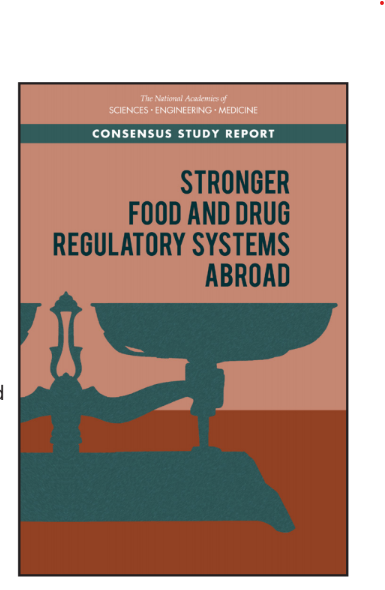 The National Academies of
SCIENCES • ENGINEERING • MEDICINE
CONSENSUS STUDY REPORT
STRONGER
FOOD AND DRUG
REGULATORY SYSTEMS
ABROAD
d